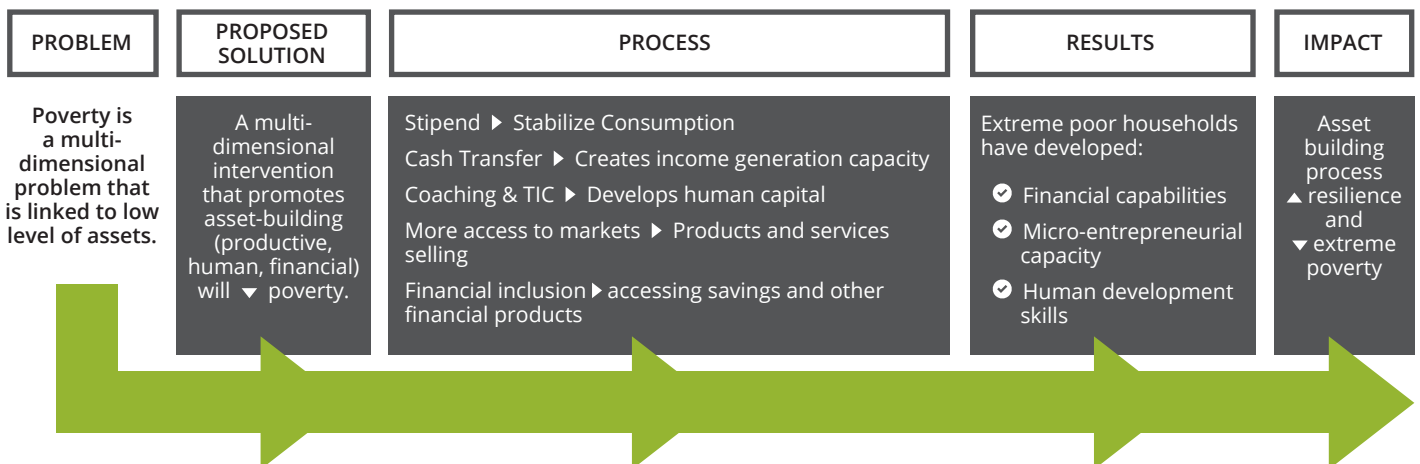 PROBLEM
Poverty is
a multi-
dimensional
problem that
is linked to low
level of assets.
PROPOSED
SOLUTION
A multi-
dimensional
intervention
that promotes
asset-building
(productive,
human, financial)
will ▼ poverty.
PROCESS
Stipend ▶ Stabilize Consumption
Cash Transfer ▶ Creates income generation capacity
Coaching & TIC ▶ Develops human capital
More access to markets ▶ Products and services
selling
Financial inclusion ▶ accessing savings and other
financial products
RESULTS
Extreme poor households
have developed:
Financial capabilities
Micro-entrepreneurial
capacity
Human development
skills
IMPACT
Asset
building
process
▲ resilience
and
▼ extreme
poverty